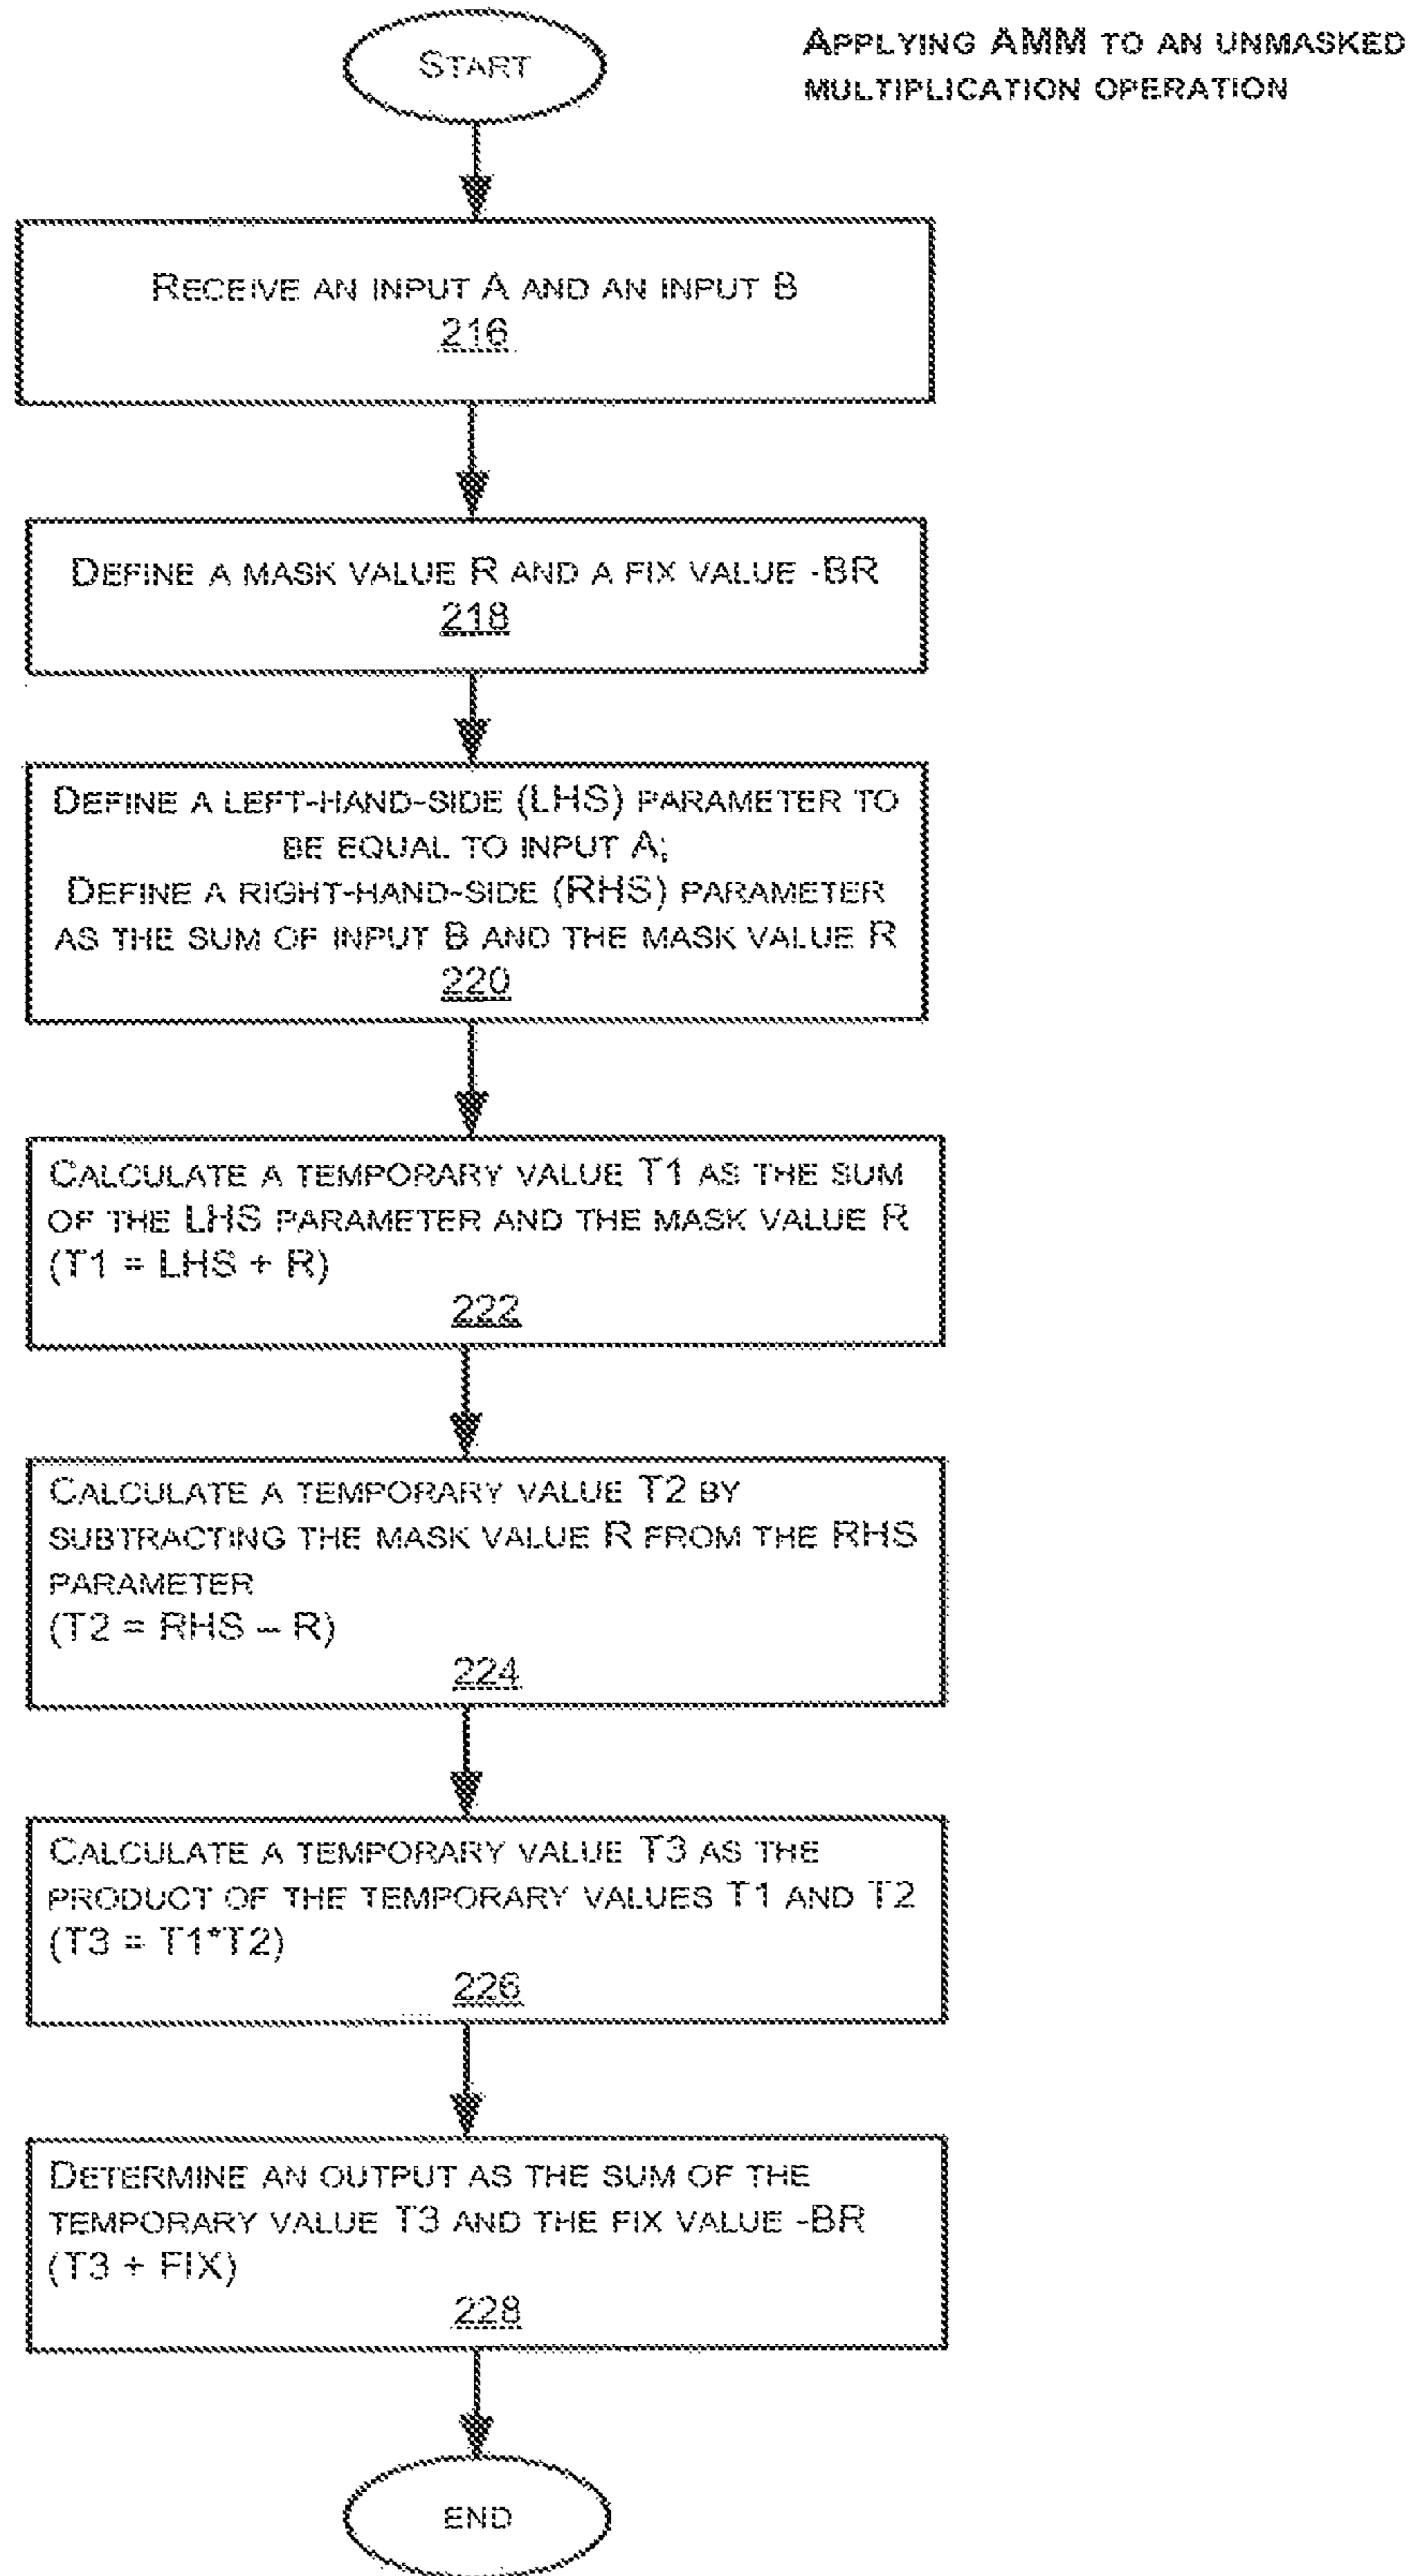 START
APPLYING AMM TO AN UNMASKED
MULTIPLICATION OPERATION
RECEIVE AN INPUT A AND AN INPUT B
216
DEFINE A MASK VALUE R AND A FIX VALUE -BR
218
DEFINE A LEFT-HAND-SIDE (LHS) PARAMETER TO
BE EQUAL TO INPUT A;
DEFINE A RIGHT-HAND-SIDE (RHS) PARAMETER
AS THE SUM OF INPUT B AND THE MASK VALUE R
220
CALCULATE A TEMPORARY VALUE T1 AS THE SUM
OF THE LHS PARAMETER AND THE MASK VALUE R
(T1 = LHS + R)
222
CALCULATE A TEMPORARY VALUE T2 BY
SUBTRACTING THE MASK VALUE R FROM THE RHS
PARAMETER
(T2 = RHS – R)
224
CALCULATE A TEMPORARY VALUE T3 AS THE
PRODUCT OF THE TEMPORARY VALUES T1 AND T2
(T3 = T1*T2)
226
DETERMINE AN OUTPUT AS THE SUM OF THE
TEMPORARY VALUE T3 AND THE FIX VALUE -BR
(T3 + FIX)
228
END